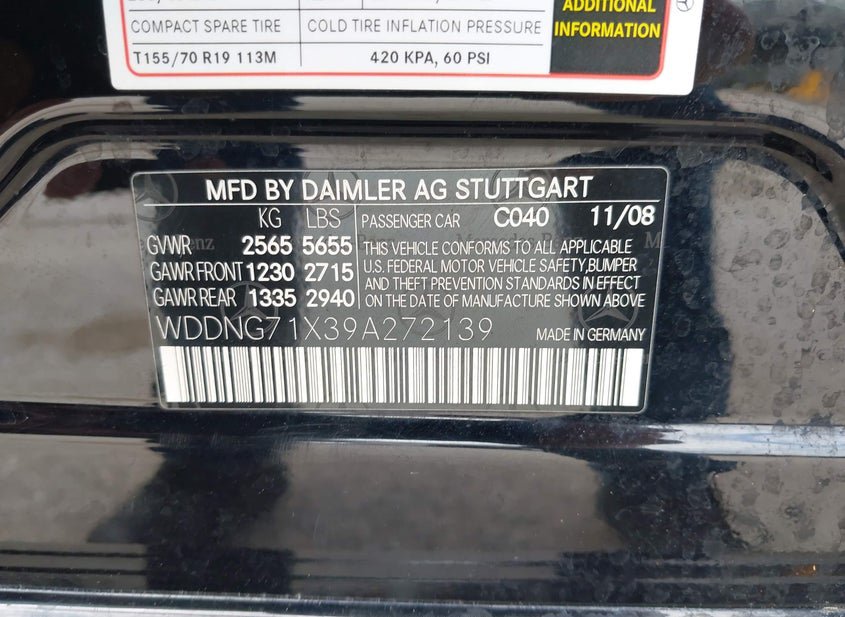 COMPACT SPARE TIRE COLD TIRE INFLATION PRESSURE
T155/70 R19 113M 420 KPA, 60 PSI
ADDITIONAL
INFORMATION
MFD BY DAIMLER AG STUTTGART
KG LBS PASSENGER CAR C040 11/08
GVWR 2565 5655 THIS VEHICLE CONFORMS TO ALL APPLICABLE
GAWR FRONT 1230 2715 U.S. FEDERAL MOTOR VEHICLE SAFETY,BUMPER
AND THEFT PREVENTION STANDARDS IN EFFECT
GAWR REAR 1335 2940 ON THE DATE OF MANUFACTURE SHOWN ABOVE
WDDNG71X39A272139 MADE IN GERMANY